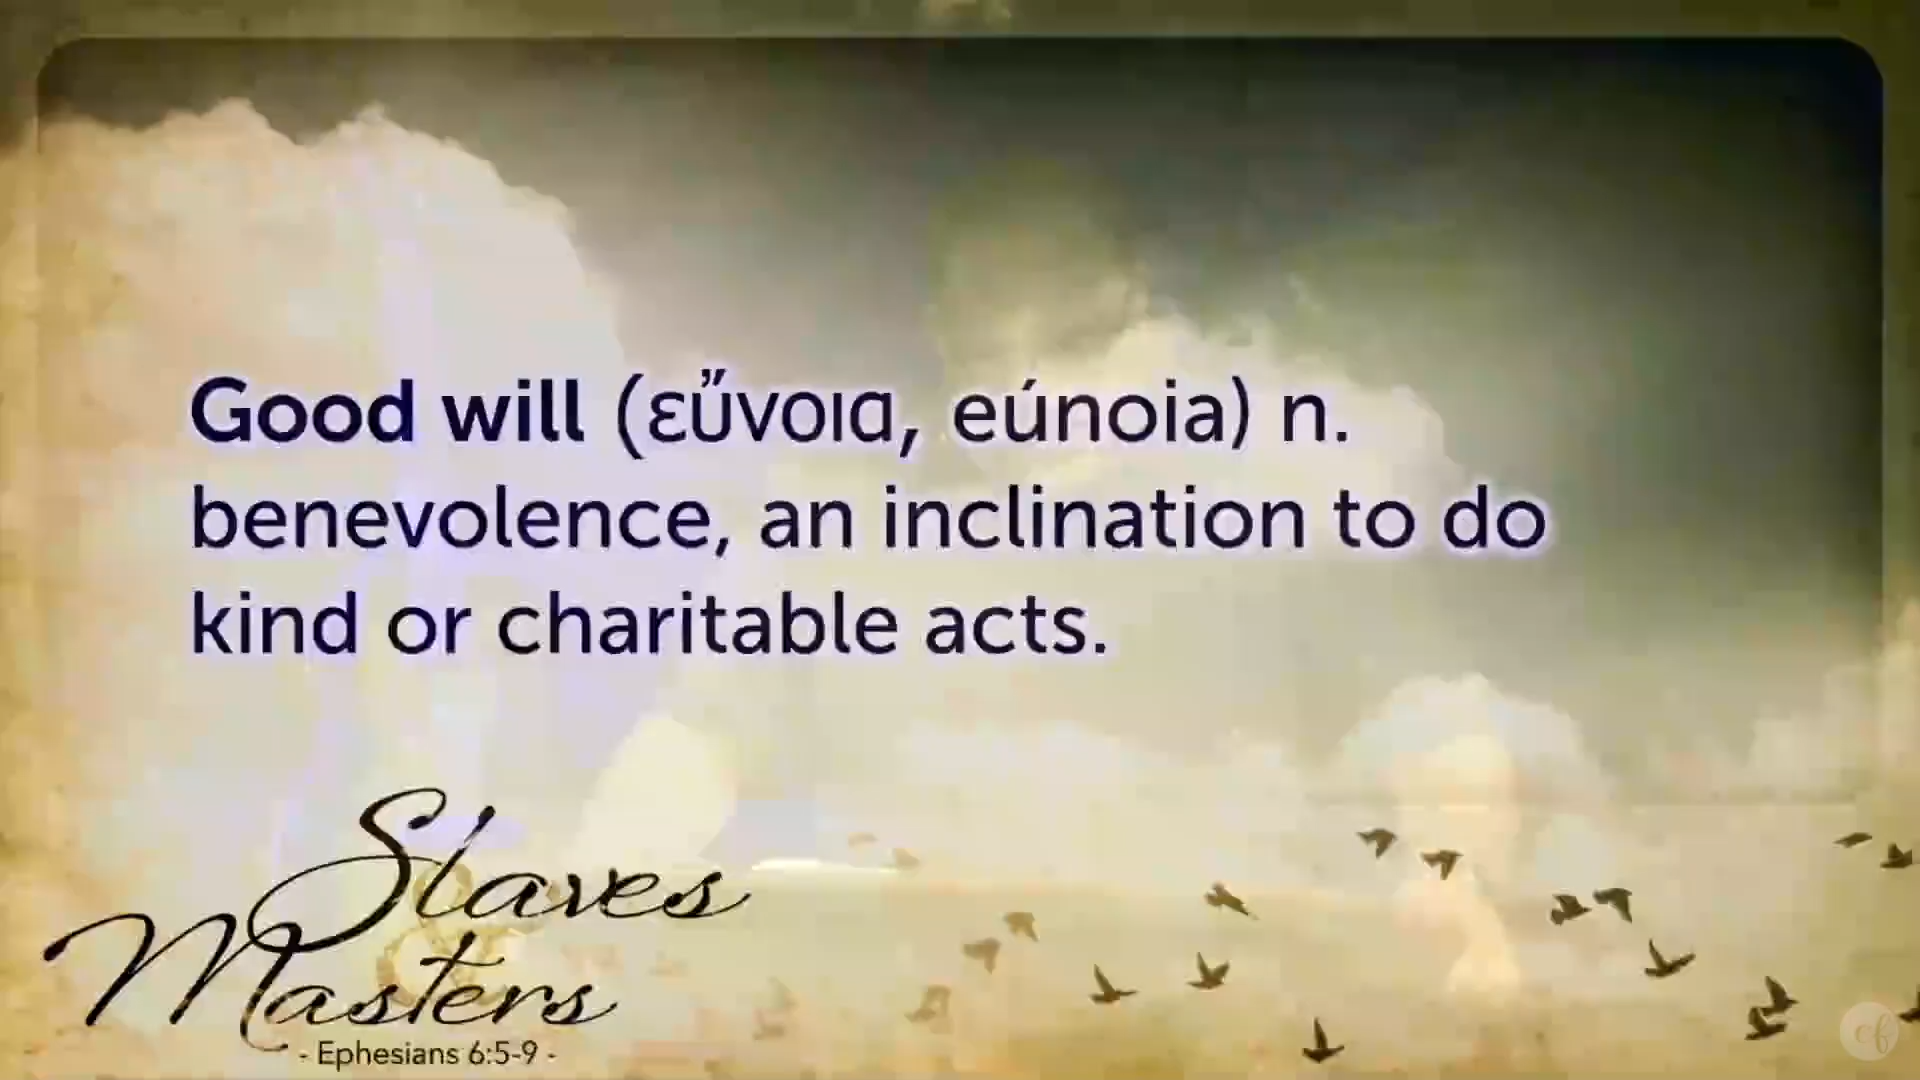 Good will (εὔνοια, eúnoia) n.
benevolence, an inclination to do
kind or charitable acts.
Slaves
&
Masters
- Ephesians 6:5-9 -
cf